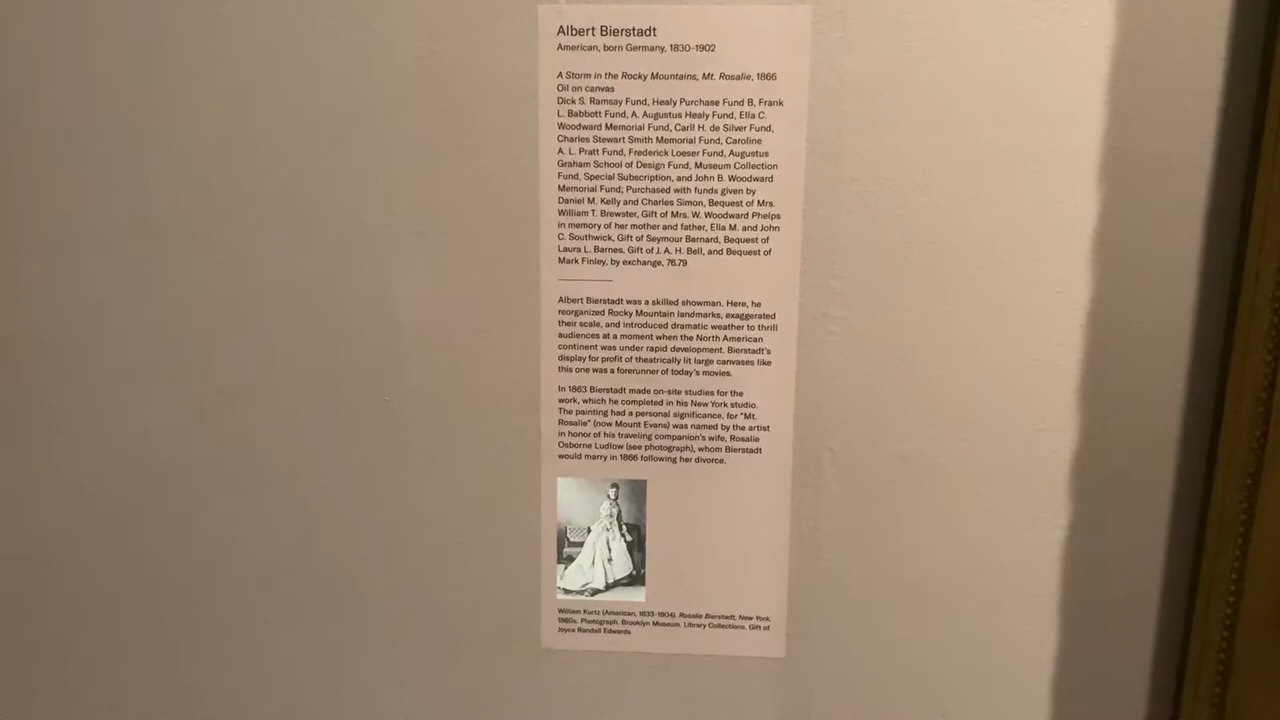 Albert Bierstadt
American, born Germany, 1830–1902
A Storm in the Rocky Mountains, Mt. Rosalie, 1866
Oil on canvas
Dick S. Ramsay Fund, Healy Purchase Fund B, Frank
L. Babbott Fund, A. Augustus Healy Fund, Ella C.
Woodward Memorial Fund, Carll H. de Silver Fund,
Charles Stewart Smith Memorial Fund, Caroline
A. L. Pratt Fund, Frederick Loeser Fund, Augustus
Graham School of Design Fund, Museum Collection
Fund, Special Subscription, and John B. Woodward
Memorial Fund; Purchased with funds given by
Daniel M. Kelly and Charles Simon, Bequest of Mrs.
William T. Brewster, Gift of Mrs. W. Woodward Phelps
in memory of her mother and father, Ella M. and John
C. Southwick, Gift of Seymour Barnard, Bequest of
Laura L. Barnes, Gift of J. A. H. Bell, and Bequest of
Mark Finley, by exchange, 76.79
Albert Bierstadt was a skilled showman. Here, he
reorganized Rocky Mountain landmarks, exaggerated
their scale, and introduced dramatic weather to thrill
audiences at a moment when the North American
continent was under rapid development. Bierstadt's
display for profit of theatrically lit large canvases like
this one was a forerunner of today's movies.
In 1863 Bierstadt made on-site studies for the
work, which he completed in his New York studio.
The painting had a personal significance, for "Mt.
Rosalie" (now Mount Evans) was named by the artist
in honor of his traveling companion's wife, Rosalie
Osborne Ludlow (see photograph), whom Bierstadt
would marry in 1866 following her divorce.
William Kurtz (American, 1833–1904). Rosalie Bierstadt, New York,
1860s. Photograph. Brooklyn Museum. Library Collections. Gift of
Joyce Randall Edwards